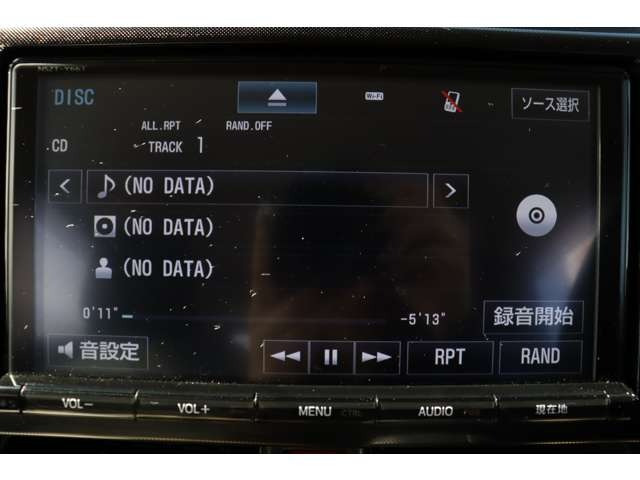 DISC
Wi-Fi
ソース選択
ALL.RPT RAND.OFF
CD TRACK 1
(NO DATA)
(NO DATA)
(NO DATA)
0'11" -5'13"
録音開始
音設定
RPT RAND
VOL− VOL+ MENU AUDIO 現在地